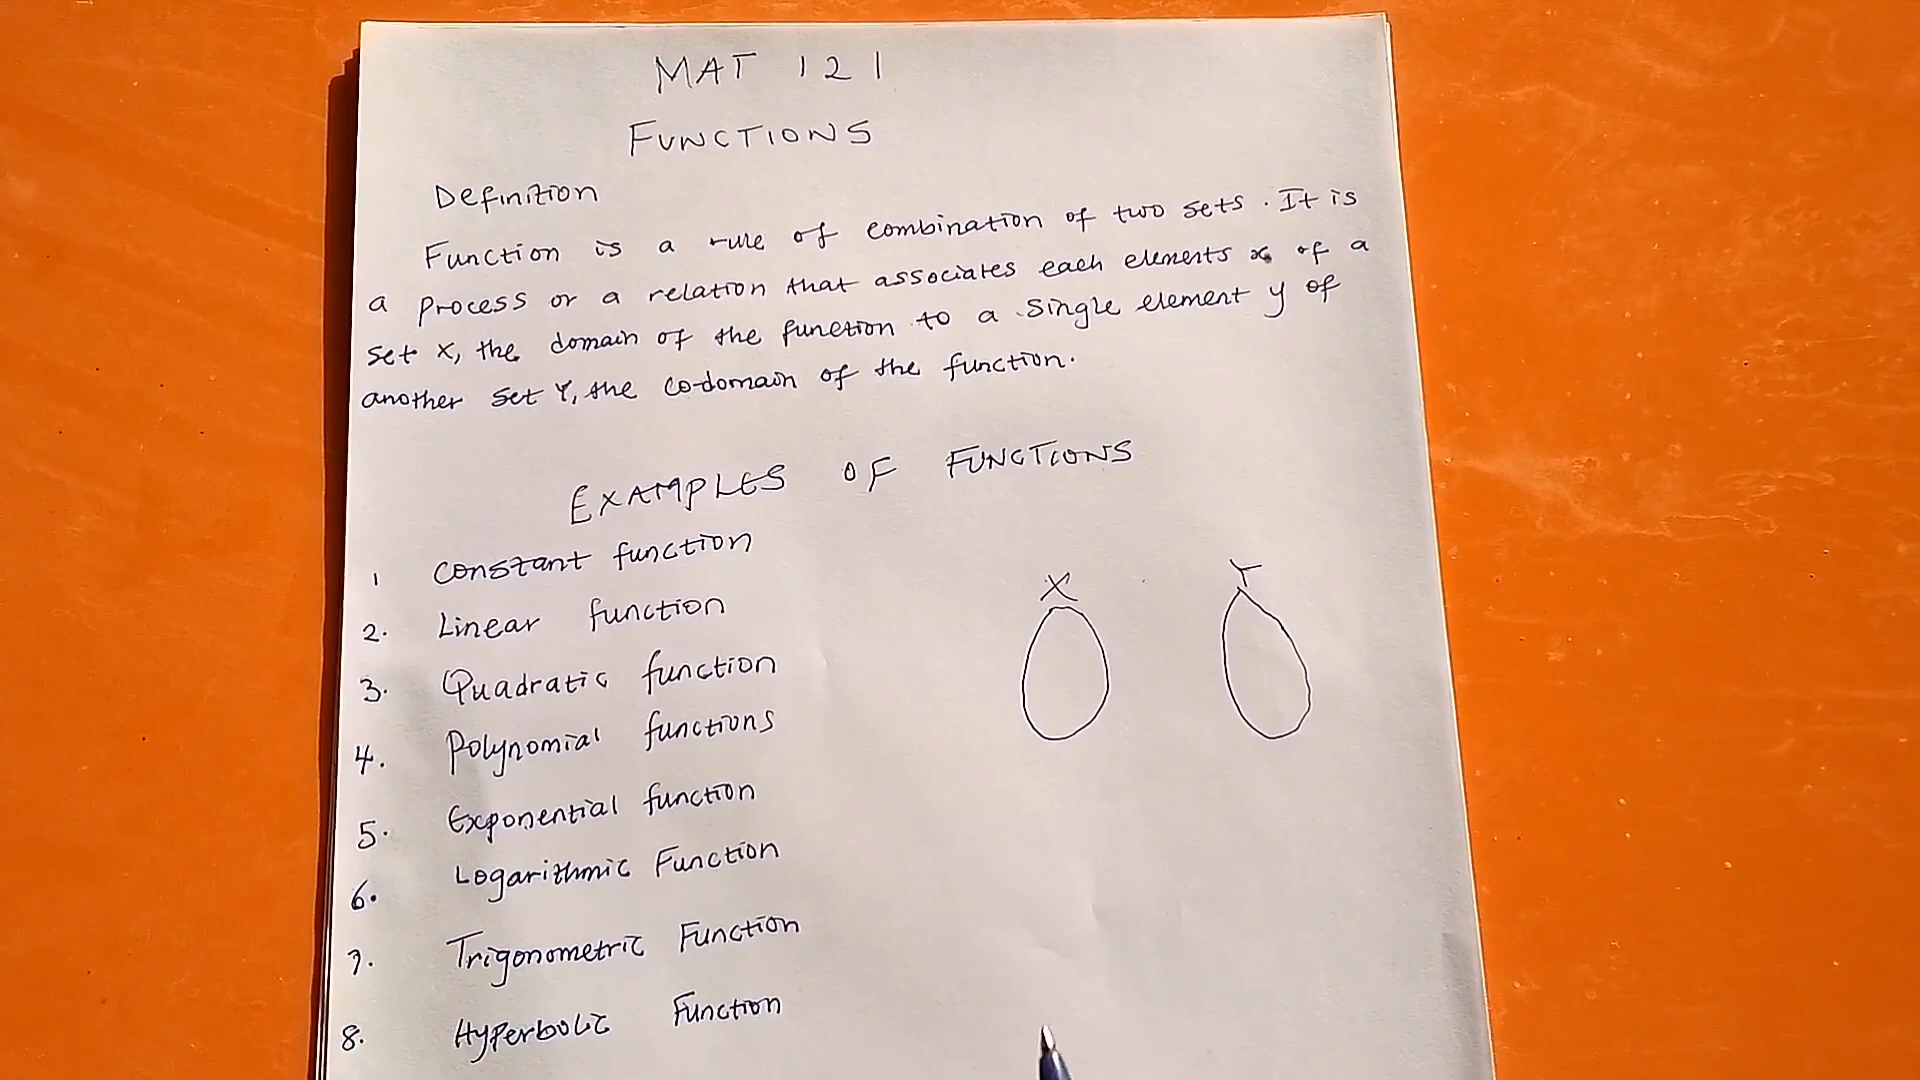 MAT 121
FUNCTIONS
Definition
Function is a rule of combination of two sets. It is
a process or a relation that associates each elements x of a
set X, the domain of the function to a single element y of
another set Y, the co-domain of the function.
EXAMPLES OF FUNCTIONS
1 Constant function
2. Linear function
3. Quadratic function
4. Polynomial functions
5. Exponential function
6. Logarithmic Function
7. Trigonometric Function
8. Hyperbolic Function
X Y